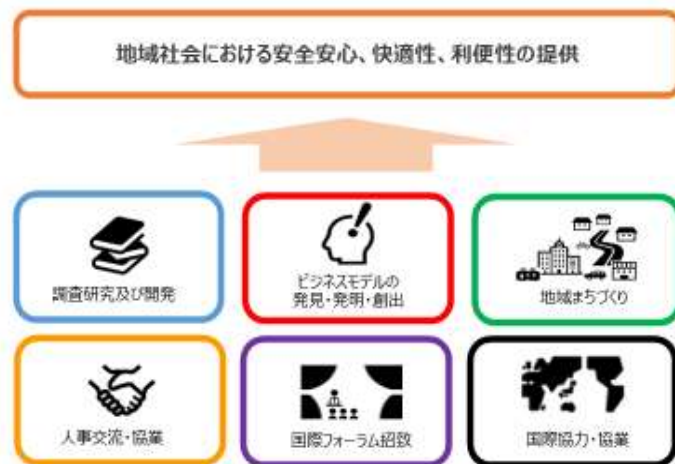 地域社会における安全安心、快適性、利便性の提供
調査研究及び開発
ビジネスモデルの
発見・発明・創出
地域まちづくり
人事交流・協業
国際フォーラム招致
国際協力・協業